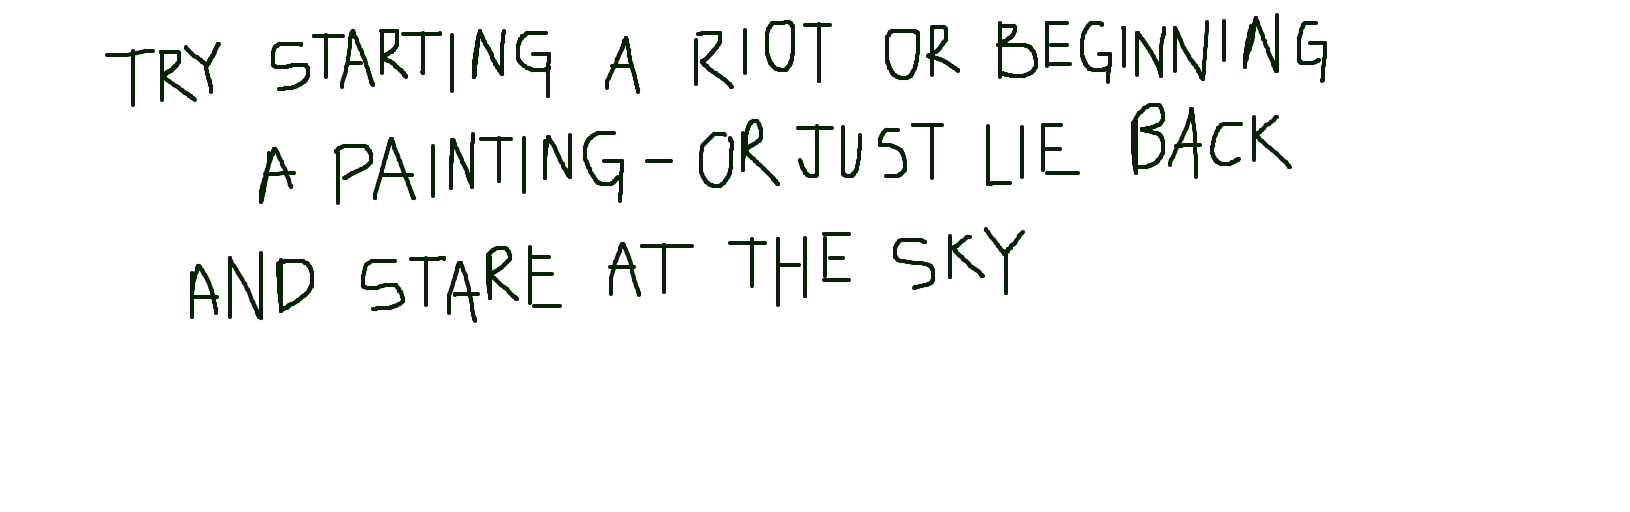 TRY STARTING A RIOT OR BEGINNING
A PAINTING - OR JUST LIE BACK
AND STARE AT THE SKY